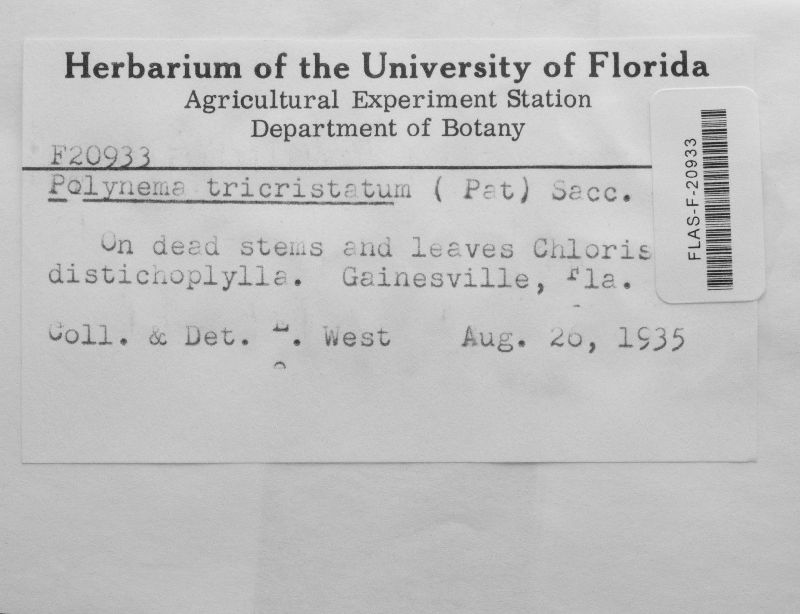 Herbarium of the University of Florida
Agricultural Experiment Station
Department of Botany
F20933
Polynema tricristatum ( Pat) Sacc.
On dead stems and leaves Chloris
distichoplylla. Gainesville, Fla.
Coll. & Det. West Aug. 1935
FLAS-F-20933